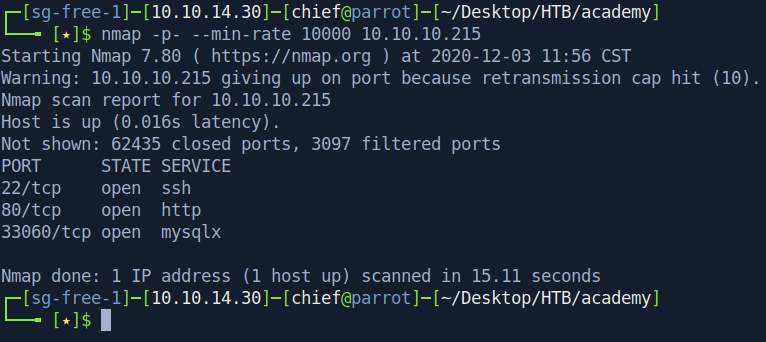 ┌─[sg-free-1]─[10.10.14.30]─[chief@parrot]─[~/Desktop/HTB/academy]
└──╼ [★]$ nmap -p- --min-rate 10000 10.10.10.215
Starting Nmap 7.80 ( https://nmap.org ) at 2020-12-03 11:56 CST
Warning: 10.10.10.215 giving up on port because retransmission cap hit (10).
Nmap scan report for 10.10.10.215
Host is up (0.016s latency).
Not shown: 62435 closed ports, 3097 filtered ports
PORT      STATE SERVICE
22/tcp    open  ssh
80/tcp    open  http
33060/tcp open  mysqlx
Nmap done: 1 IP address (1 host up) scanned in 15.11 seconds
┌─[sg-free-1]─[10.10.14.30]─[chief@parrot]─[~/Desktop/HTB/academy]
└──╼ [★]$